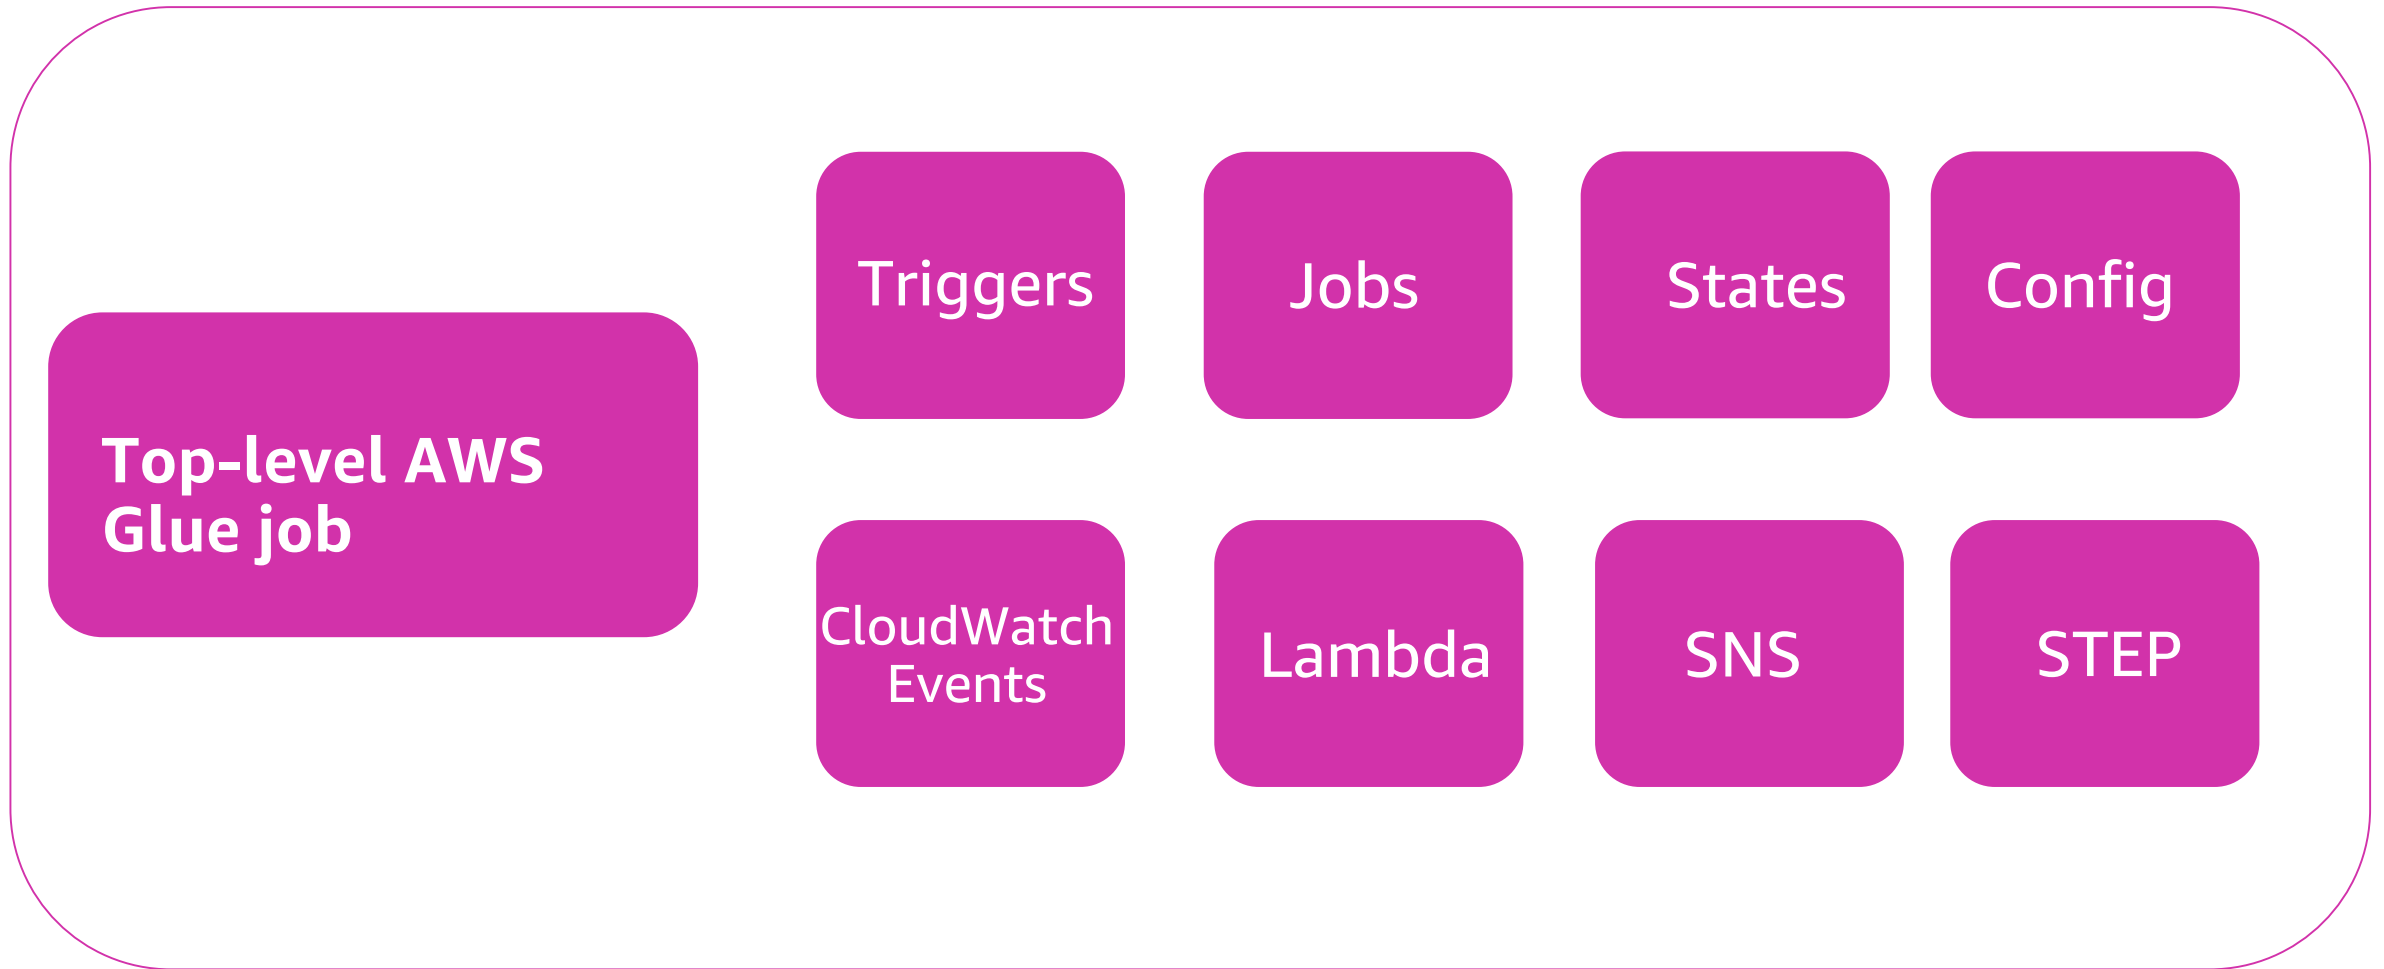 Top-level AWS
Glue job
Triggers
Jobs
States
Config
CloudWatch
Events
Lambda
SNS
STEP